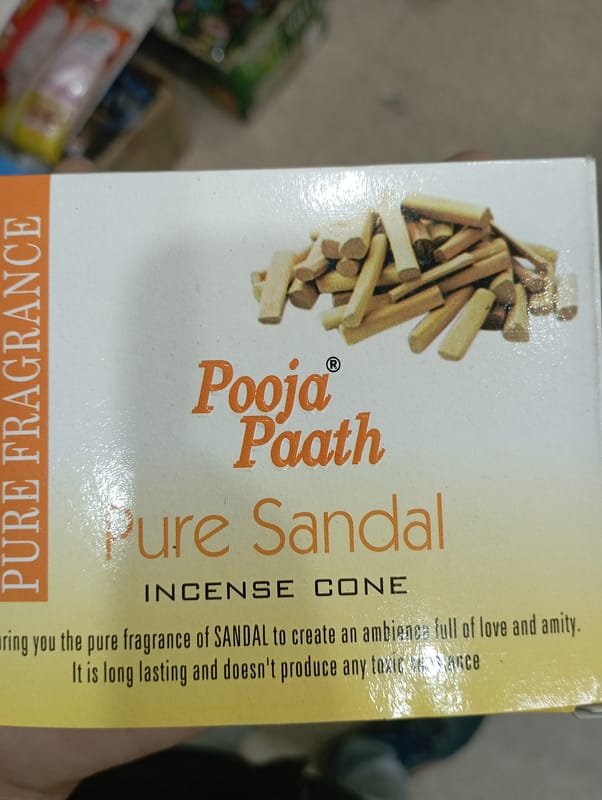 PURE FRAGRANCE
Pooja®
Paath
Pure Sandal
INCENSE CONE
you the pure fragrance of SANDAL to create an ambience full of love and amity.
It is long lasting and doesn't produce any toxic